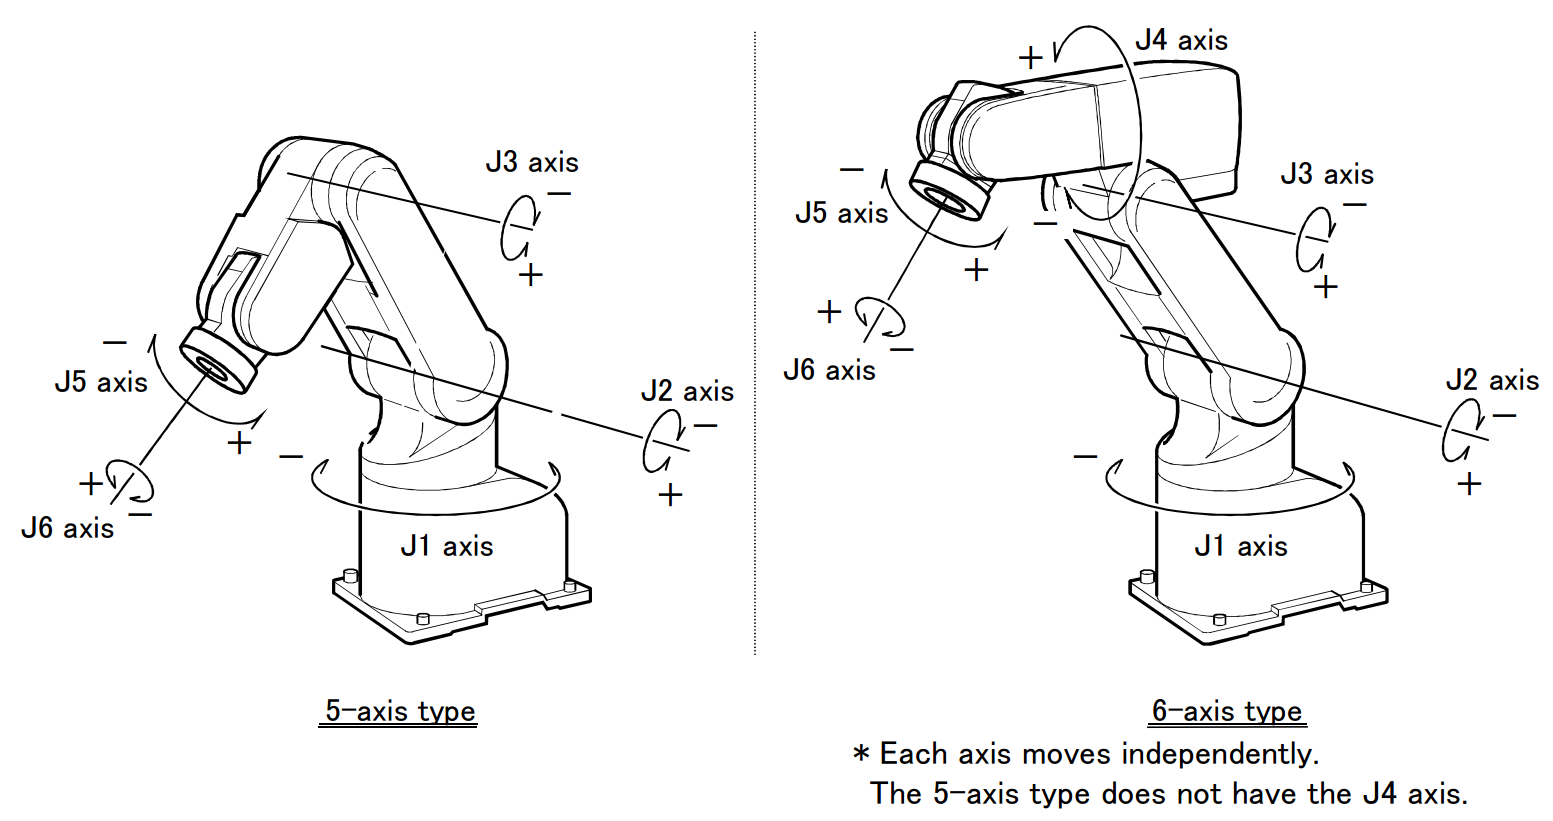 J3 axis
−
+
−
J5 axis
+
J2 axis
−
+
+
−
J6 axis
−
J1 axis
5-axis type
+
J4 axis
−
−
J5 axis
+
J3 axis
−
+
+
−
J6 axis
J2 axis
−
+
−
J1 axis
6-axis type
* Each axis moves independently.
The 5-axis type does not have the J4 axis.